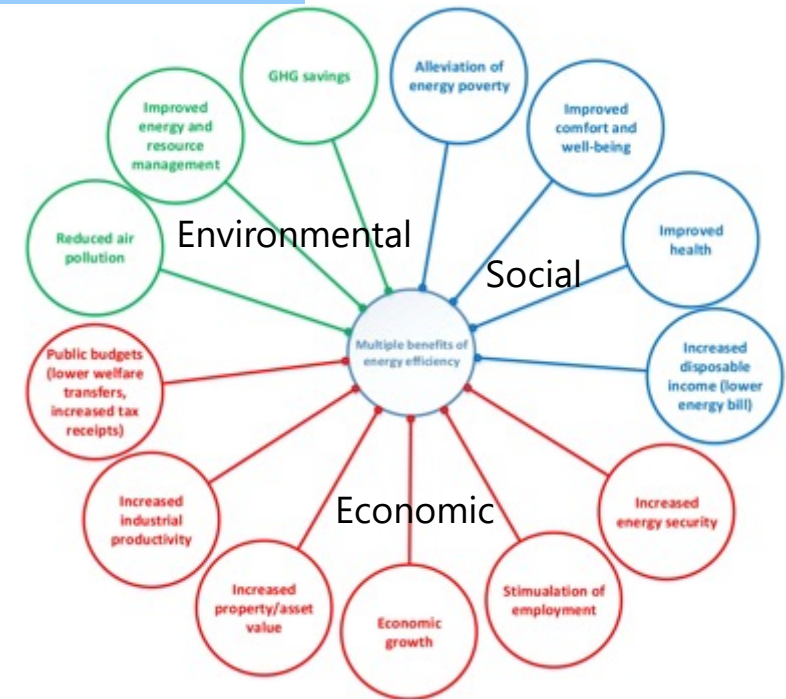 GHG savings
Alleviation of
energy poverty
Improved
energy and
resource
management
Improved
comfort and
well-being
Reduced air
pollution
Environmental
Improved
health
Social
Multiple benefits of
energy efficiency
Public budgets
(lower welfare
transfers,
increased tax
receipts)
Increased
disposable
income (lower
energy bill)
Increased
industrial
productivity
Economic
Increased
energy security
Increased
property/asset
value
Economic
growth
Stimualation of
employment